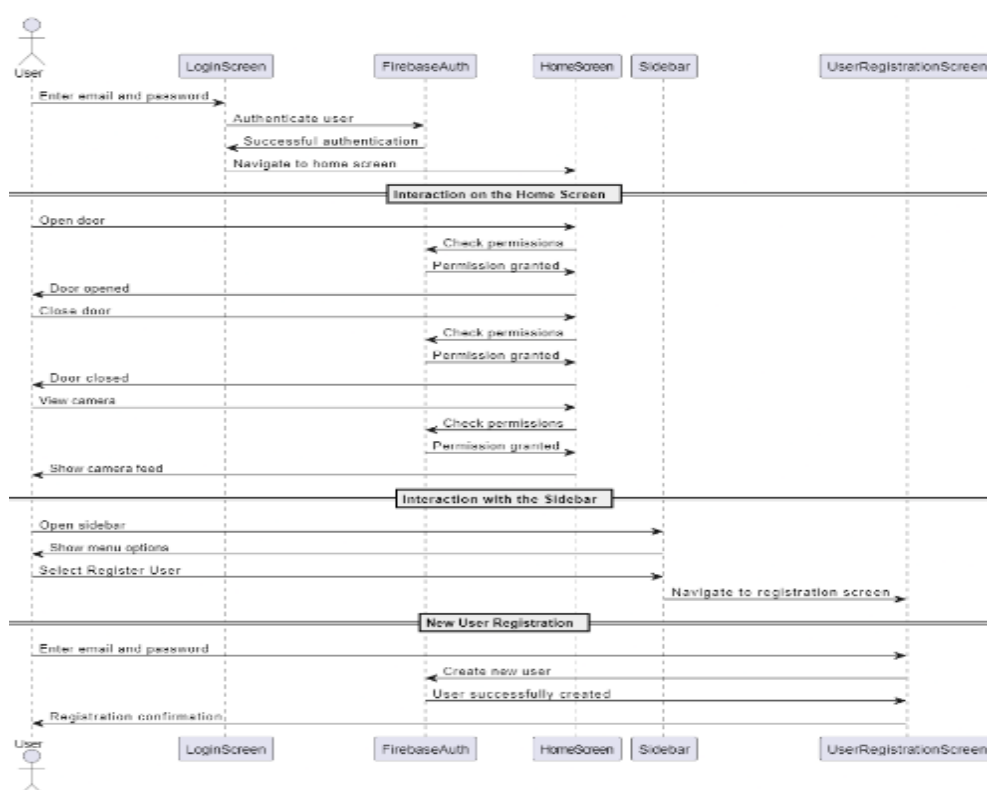 User
LoginScreen FirebaseAuth HomeScreen Sidebar UserRegistrationScreen
Enter email and password
Authenticate user
Successful authentication
Navigate to home screen
Interaction on the Home Screen
Open door
Check permissions
Permission granted
Door opened
Close door
Check permissions
Permission granted
Door closed
View camera
Check permissions
Permission granted
Show camera feed
Interaction with the Sidebar
Open sidebar
Show menu options
Select Register User
Navigate to registration screen
New User Registration
Enter email and password
Create new user
User successfully created
Registration confirmation
User
LoginScreen FirebaseAuth HomeScreen Sidebar UserRegistrationScreen